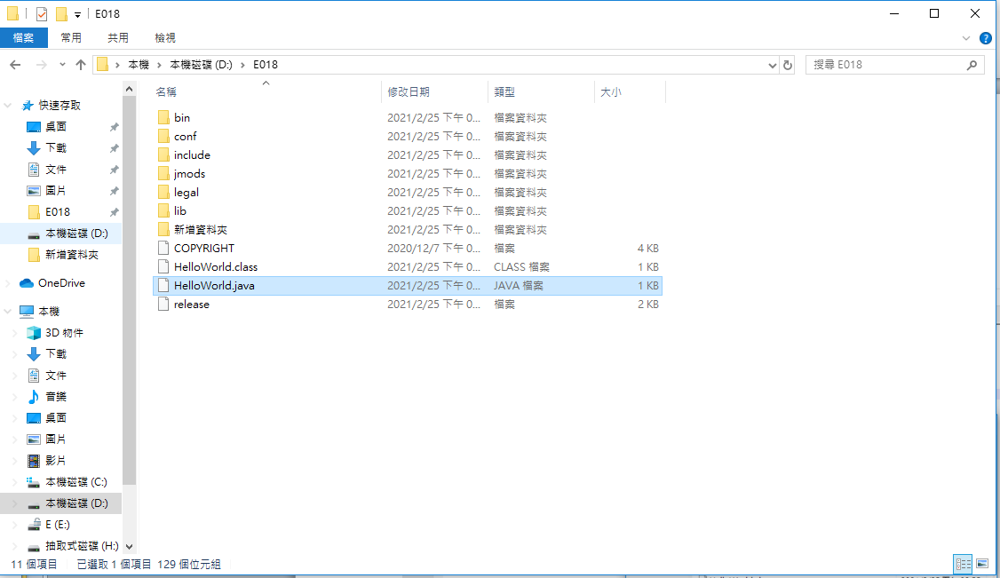 E018
檔案 常用 共用 檢視
本機 本機磁碟 (D:) E018 搜尋 E018
名稱 修改日期 類型 大小
快速存取
桌面
下載
文件
圖片
E018
本機磁碟 (D:)
新增資料夾
OneDrive
本機
3D 物件
下載
文件
音樂
桌面
圖片
影片
本機磁碟 (C:)
本機磁碟 (D:)
E (E:)
抽取式磁碟 (H:)
bin 2021/2/25 下午 0... 檔案資料夾
conf 2021/2/25 下午 0... 檔案資料夾
include 2021/2/25 下午 0... 檔案資料夾
jmods 2021/2/25 下午 0... 檔案資料夾
legal 2021/2/25 下午 0... 檔案資料夾
lib 2021/2/25 下午 0... 檔案資料夾
新增資料夾 2021/2/25 下午 0... 檔案資料夾
COPYRIGHT 2020/12/7 下午 0... 檔案 4 KB
HelloWorld.class 2021/2/25 下午 0... CLASS 檔案 1 KB
HelloWorld.java 2021/2/25 下午 0... JAVA 檔案 1 KB
release 2021/2/25 下午 0... 檔案 2 KB
11 個項目 已選取 1 個項目 129 個位元組